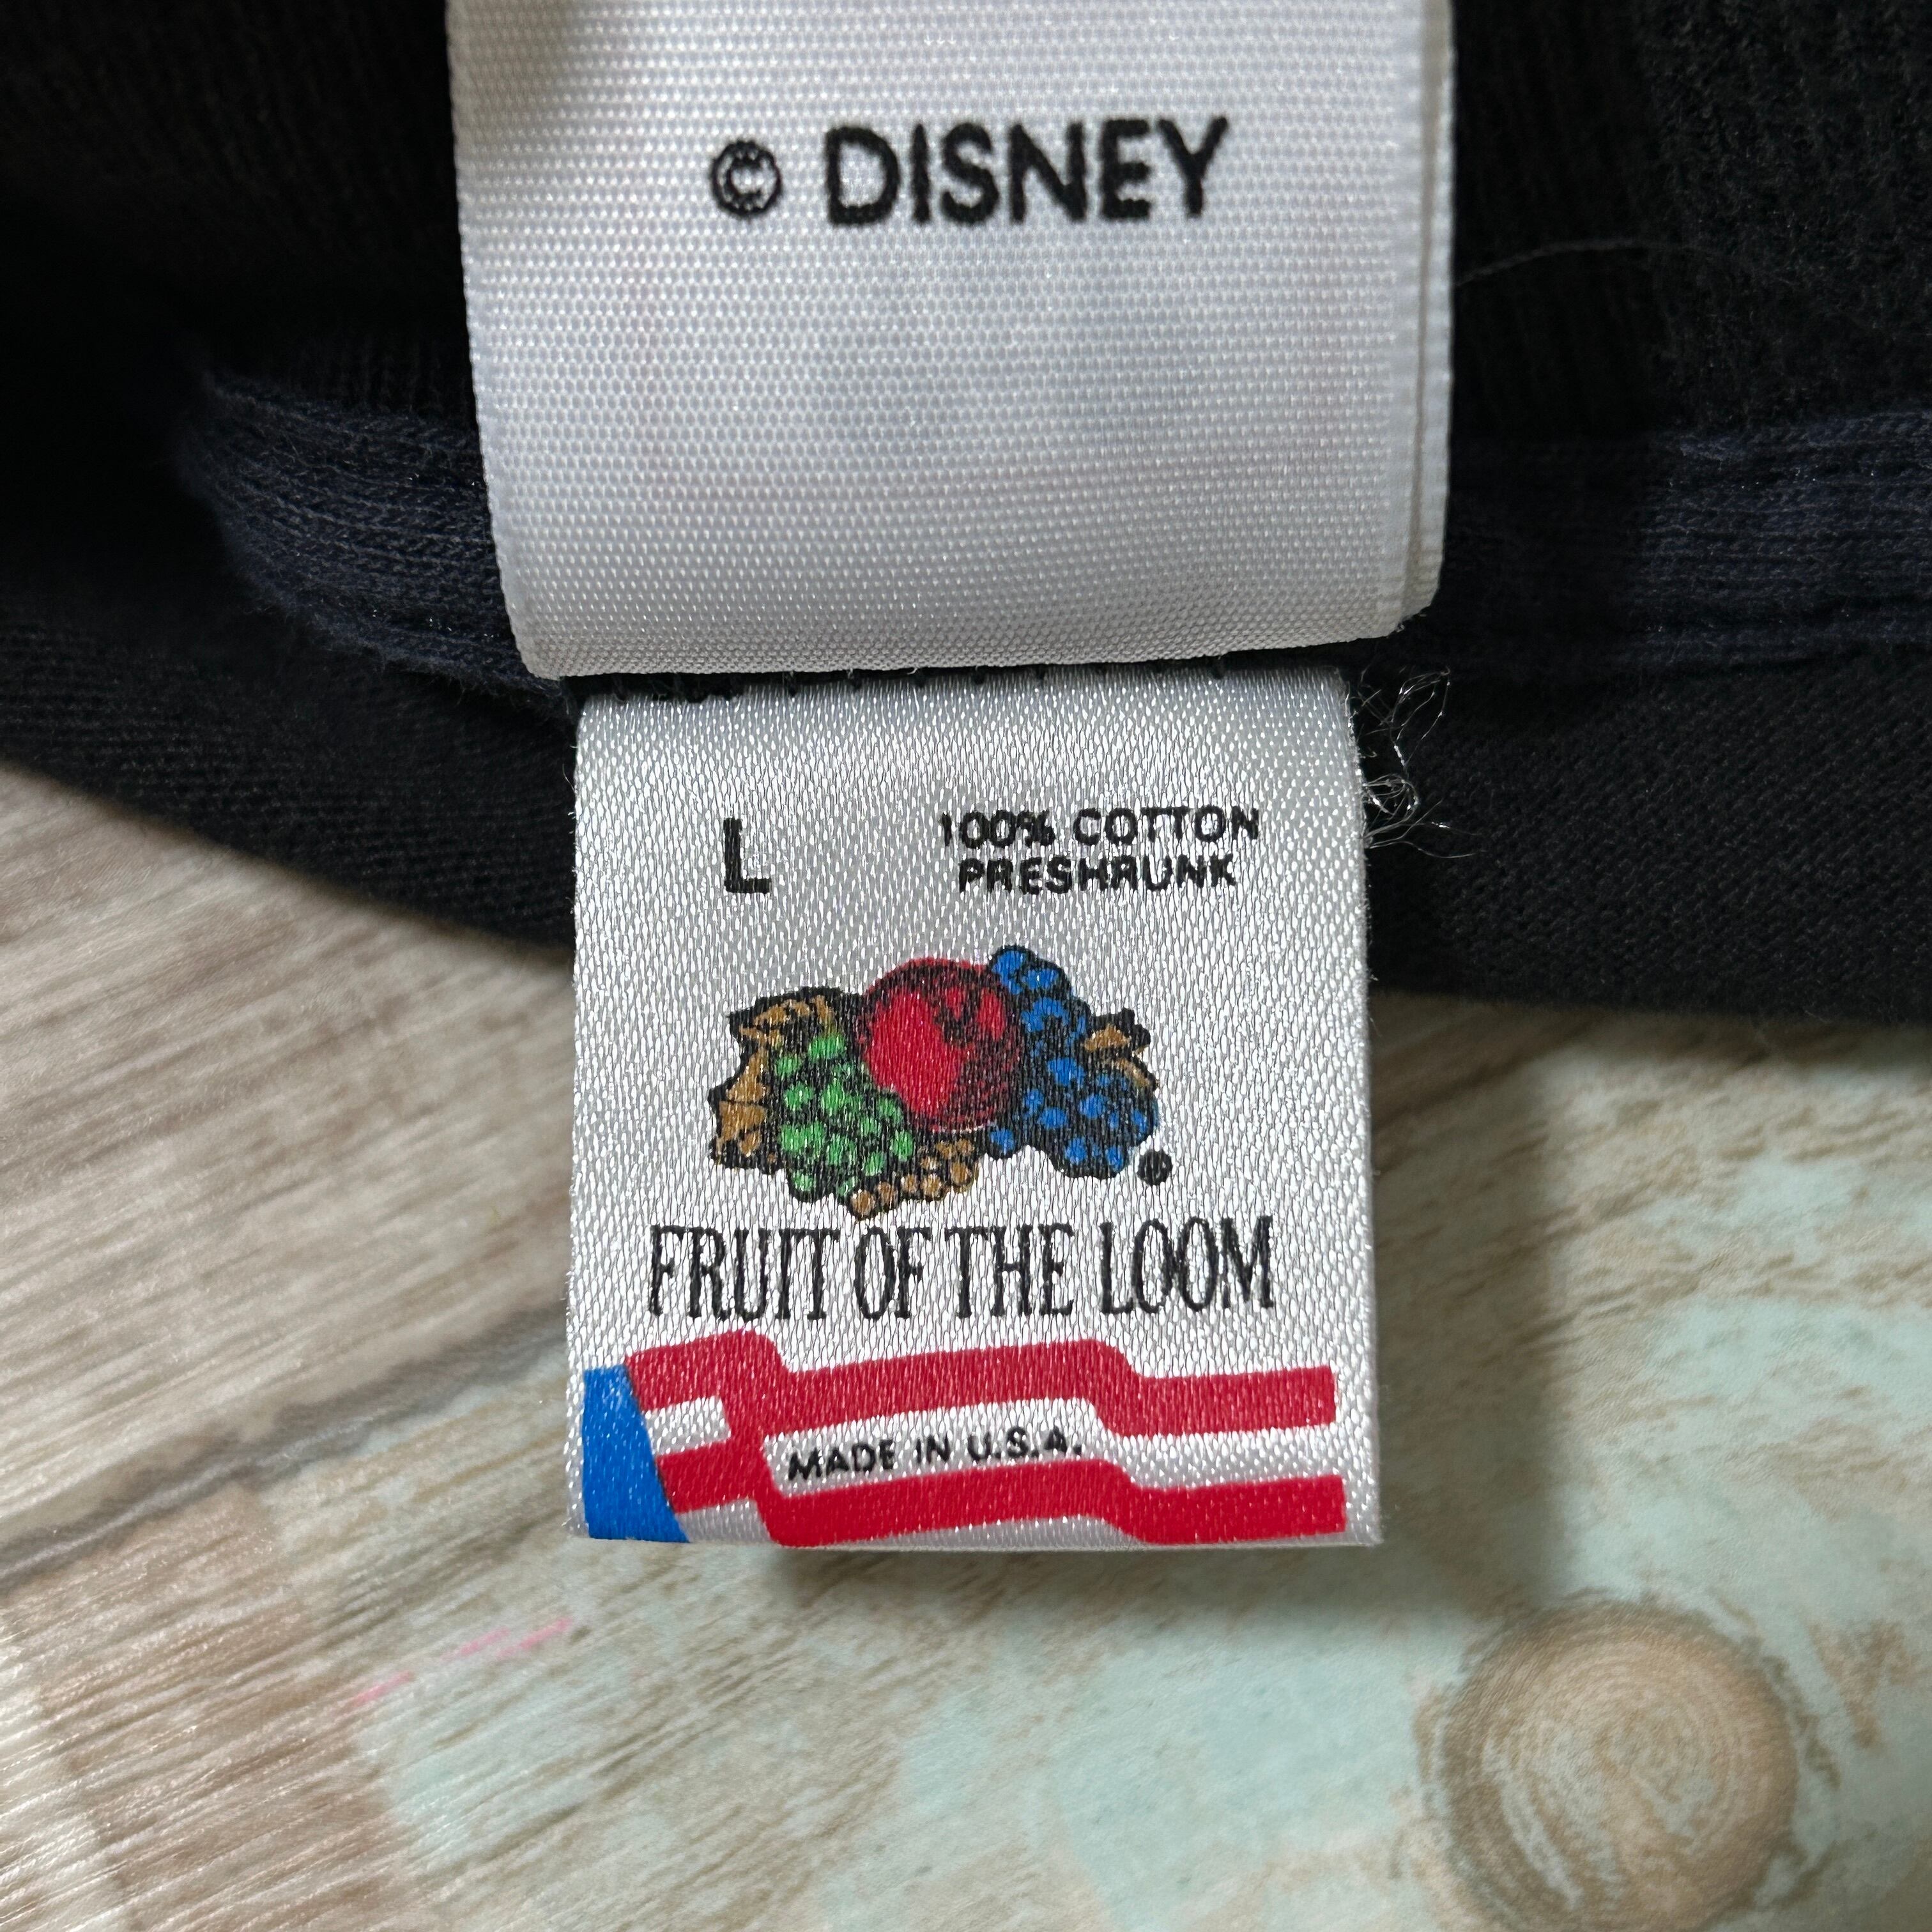 © DISNEY
L
100% COTTON
PRESHRUNK
FRUIT OF THE LOOM
MADE IN U.S.A.